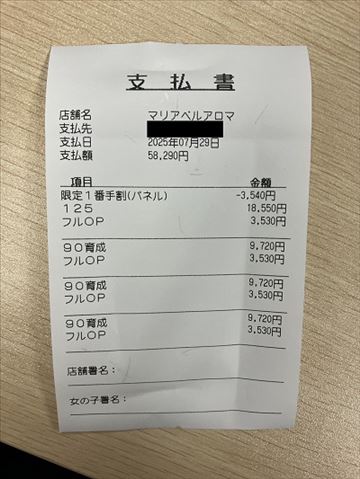 支払書
店舗名 マリアベルアロマ
支払先
支払日 2025年07月29日
支払額 58,290円
項目 金額
限定1番手割(パネル) -3,540円
125 18,550円
フルOP 3,530円
90育成 9,720円
フルOP 3,530円
90育成 9,720円
フルOP 3,530円
90育成 9,720円
フルOP 3,530円
店舗署名：
女の子署名：